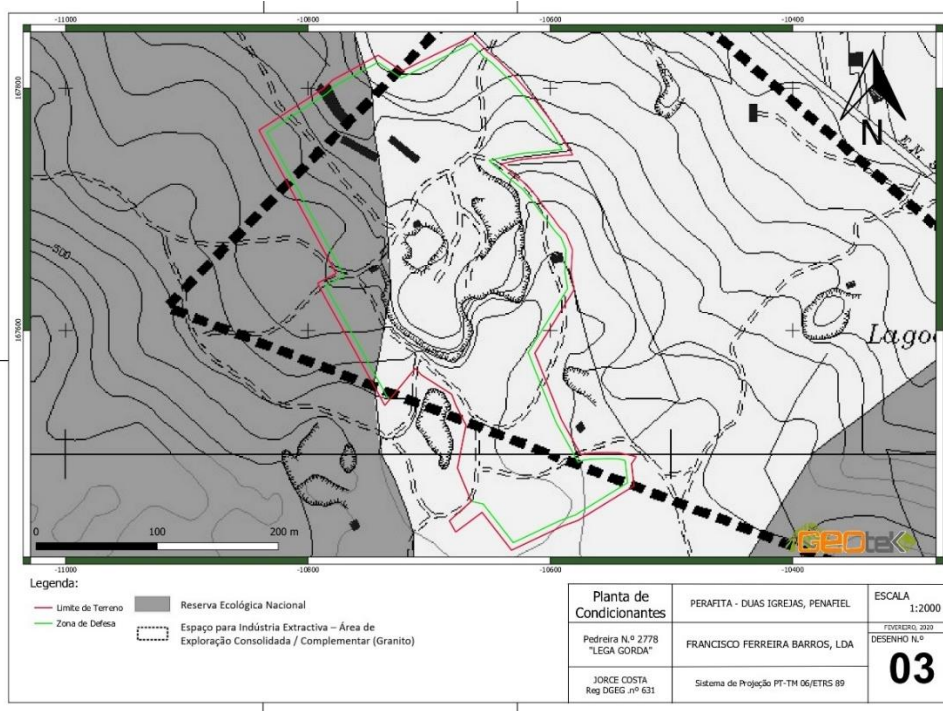 -11000 -10800 -10600 -10400
167800
N
E.N.
500
167600
Lagoe
0 100 200 m
GEOteK
-11000 -10800 -10600 -10400
Legenda:
Limite de Terreno
Zona de Defesa
Reserva Ecológica Nacional
Espaço para Indústria Extractiva – Área de
Exploração Consolidada / Complementar (Granito)
Planta de
Condicionantes
PERAFITA - DUAS IGREJAS, PENAFIEL
ESCALA
1:2000
FEVEREIRO, 2020
Pedreira N.º 2778
"LEGA GORDA"
FRANCISCO FERREIRA BARROS, LDA
DESENHO N.º
03
JORCE COSTA
Reg DGEG .nº 631
Sistema de Projeção PT-TM 06/ETRS 89